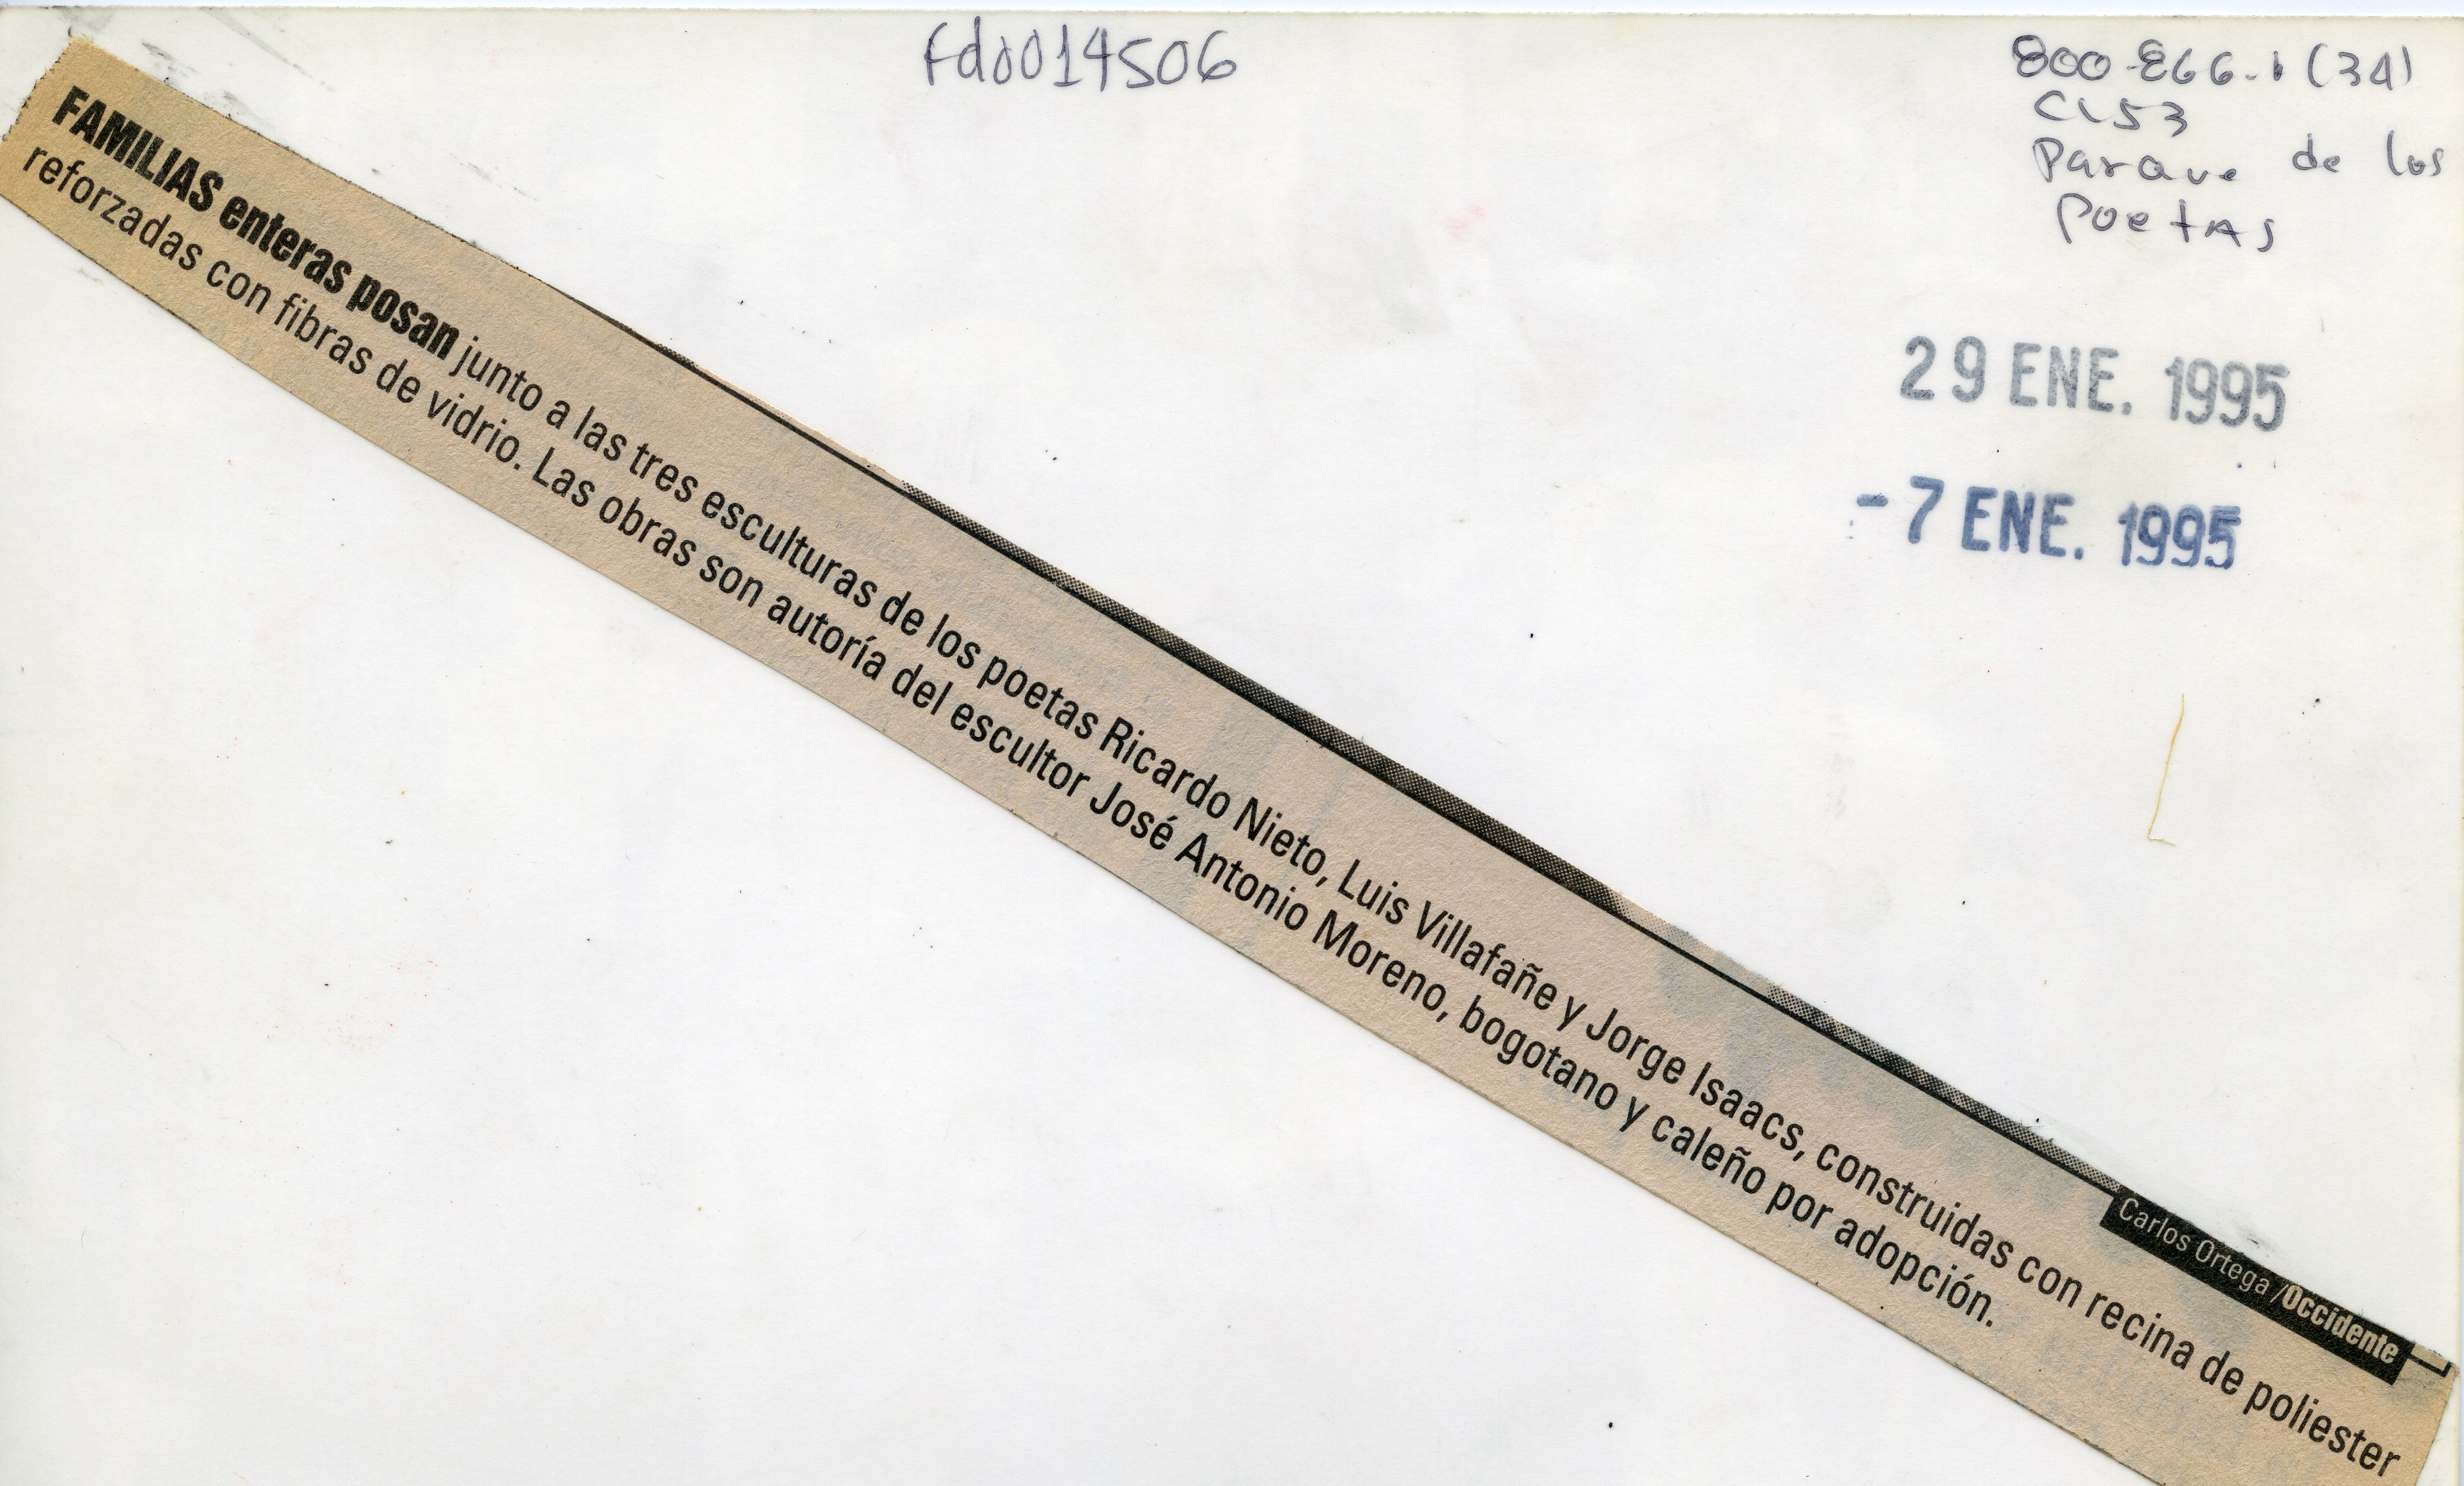 fdo014506
800-866-1 (34)
CL53
Parque de los
Poetas
29 ENE. 1995
-7 ENE. 1995
Carlos Ortega /Occidente
FAMILIAS enteras posan junto a las tres esculturas de los poetas Ricardo Nieto, Luis Villafañe y Jorge Isaacs, construidas con recina de poliester
reforzadas con fibras de vidrio. Las obras son autoría del escultor José Antonio Moreno, bogotano y caleño por adopción.